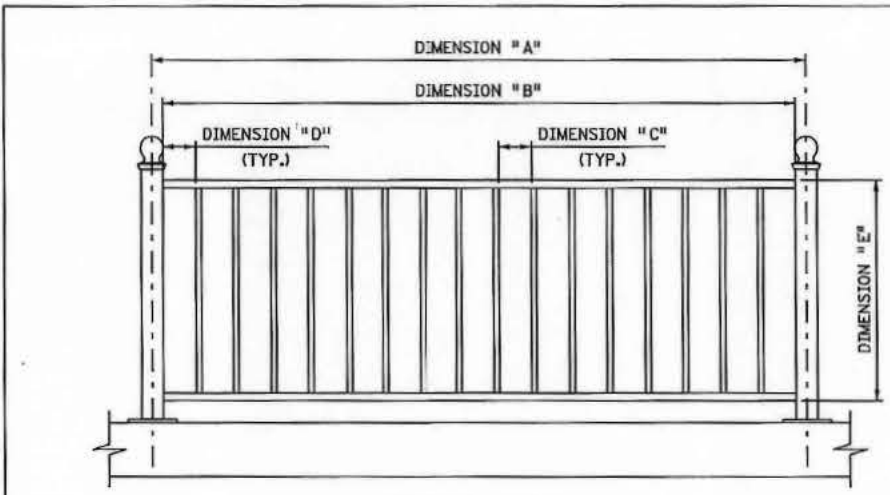 DIMENSION "A"
DIMENSION "B"
DIMENSION "D"
(TYP.)
DIMENSION "C"
(TYP.)
DIMENSION "E"